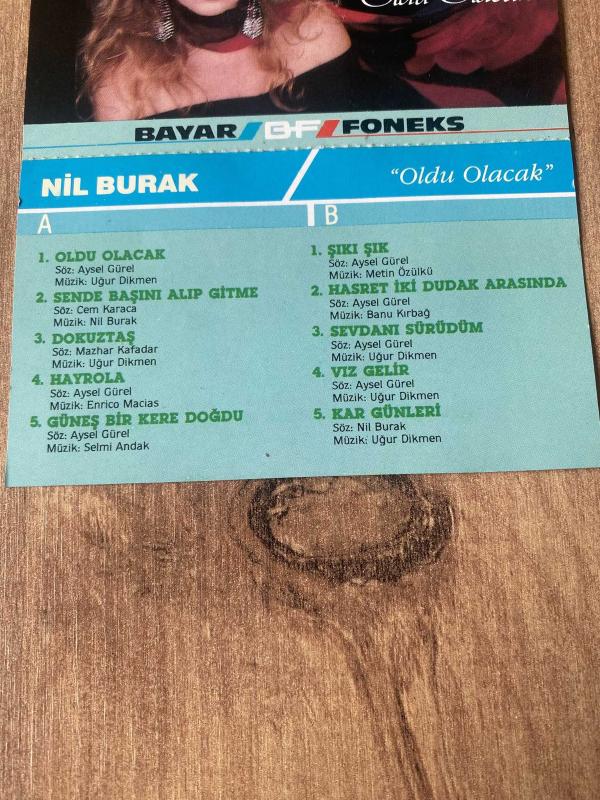 BAYAR BF FONEKS
NİL BURAK
"Oldu Olacak"
A
1. OLDU OLACAK
Söz: Aysel Gürel
Müzik: Uğur Dikmen
2. SENDE BAŞINI ALIP GİTME
Söz: Cem Karaca
Müzik: Nil Burak
3. DOKUZTAŞ
Söz: Mazhar Kafadar
Müzik: Uğur Dikmen
4. HAYROLA
Söz: Aysel Gürel
Müzik: Enrico Macias
5. GÜNEŞ BİR KERE DOĞDU
Söz: Aysel Gürel
Müzik: Selmi Andak
B
1. ŞIKI ŞIK
Söz: Aysel Gürel
Müzik: Metin Özülkü
2. HASRET İKİ DUDAK ARASINDA
Söz: Aysel Gürel
Müzik: Banu Kırbağ
3. SEVDANI SÜRÜDÜM
Söz: Aysel Gürel
Müzik: Uğur Dikmen
4. VIZ GELİR
Söz: Aysel Gürel
Müzik: Uğur Dikmen
5. KAR GÜNLERİ
Söz: Nil Burak
Müzik: Uğur Dikmen